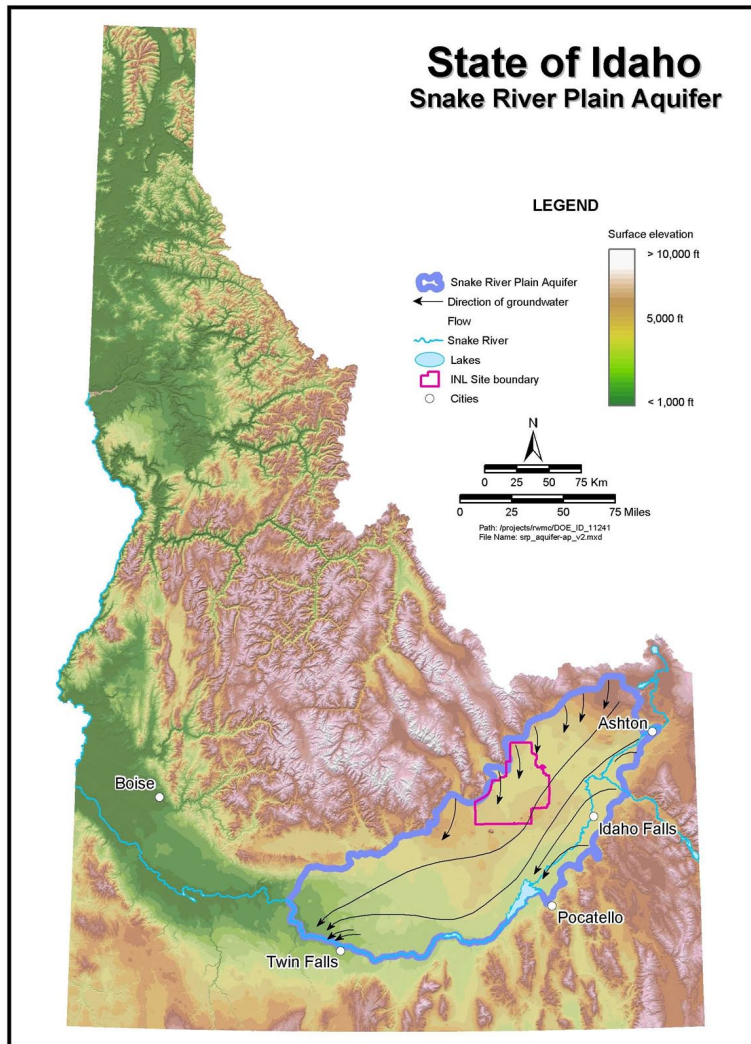 State of Idaho
Snake River Plain Aquifer
LEGEND
Surface elevation
> 10,000 ft
5,000 ft
< 1,000 ft
Snake River Plain Aquifer
Direction of groundwater
Flow
Snake River
Lakes
INL Site boundary
Cities
N
0 25 50 75 Km
0 25 50 75 Miles
Path: /projects/rwmc/DOE_ID_11241
File Name: srp_aquifer-ap_v2.mxd
Ashton
Boise
Idaho Falls
Pocatello
Twin Falls